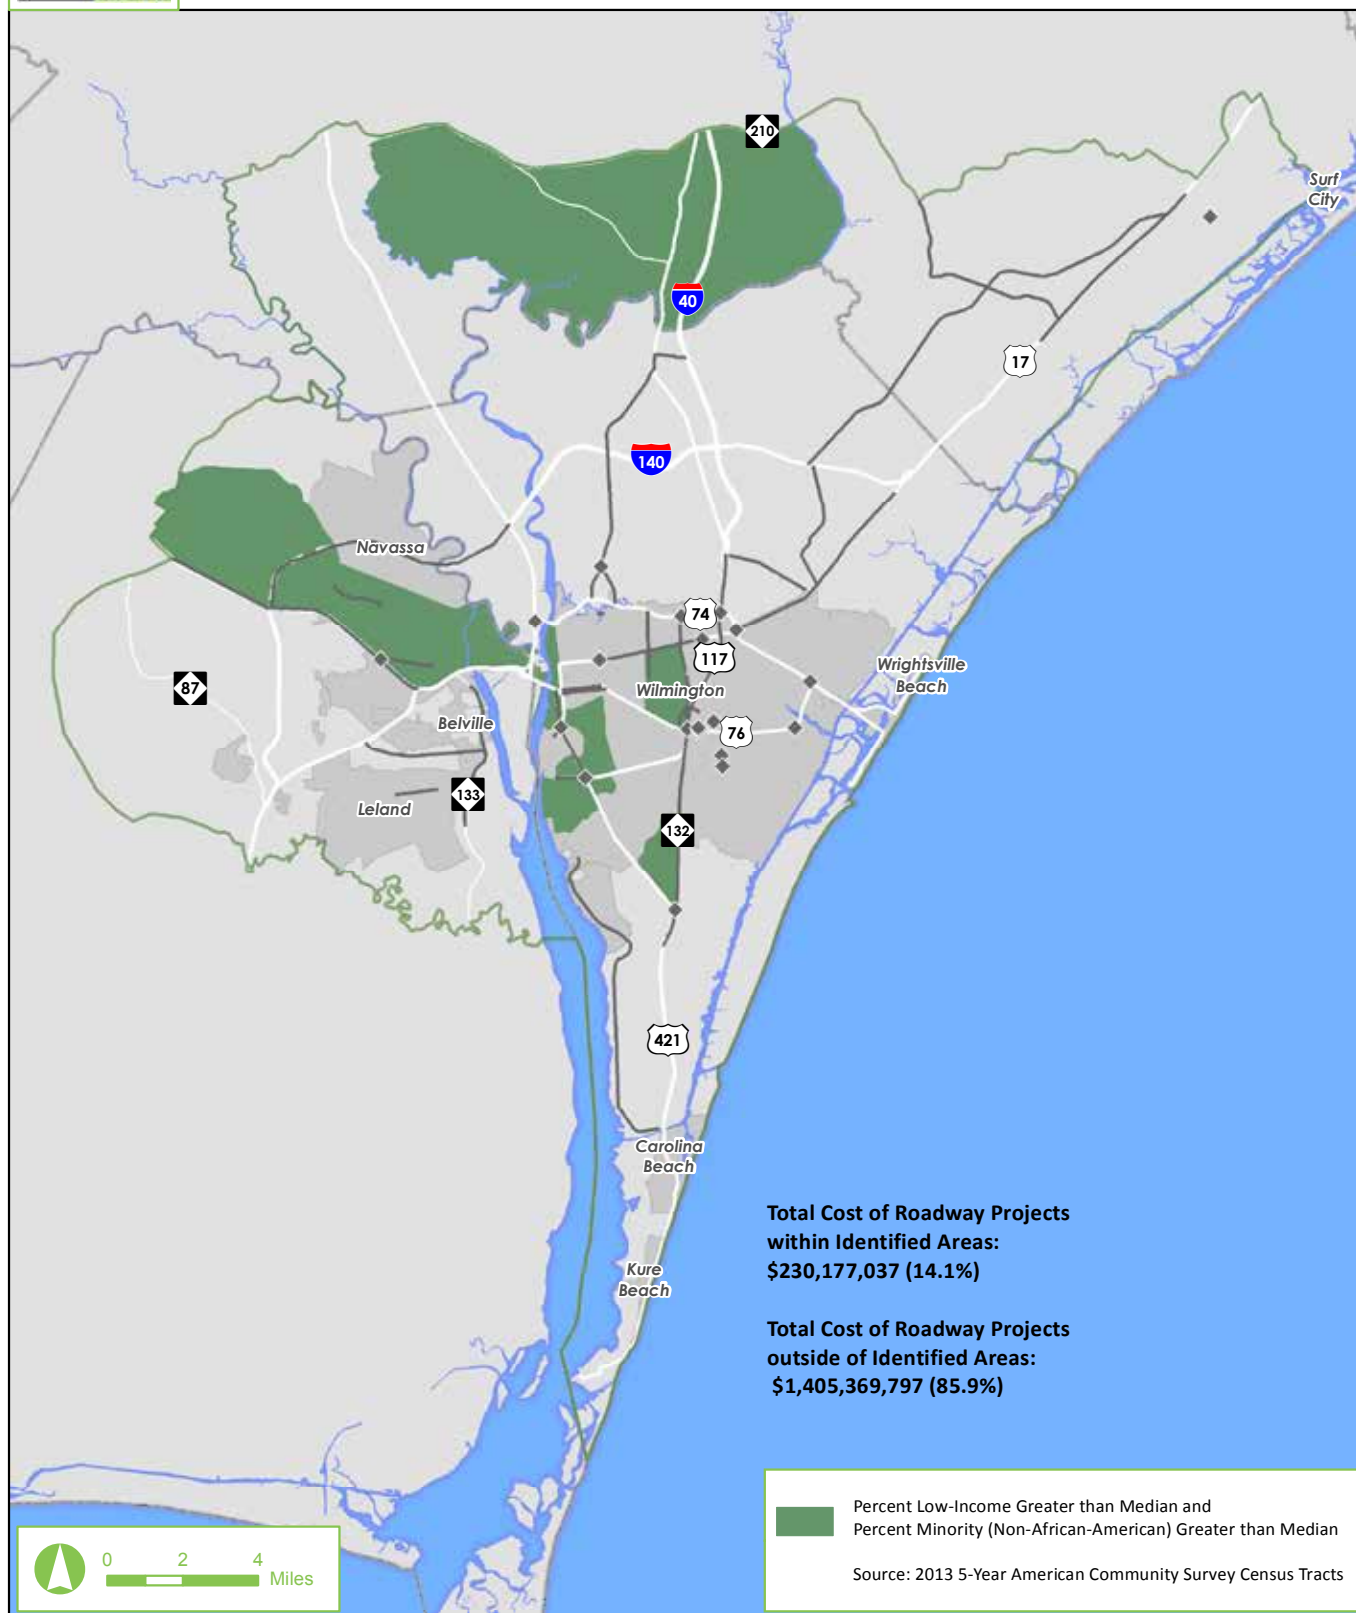 210
Surf
City
40
17
140
Navassa
74
117
Wrightsville
Beach
87
Wilmington
Belville
76
133
Leland
132
421
Carolina
Beach
Total Cost of Roadway Projects
within Identified Areas:
$230,177,037 (14.1%)
Kure
Beach
Total Cost of Roadway Projects
outside of Identified Areas:
$1,405,369,797 (85.9%)
Percent Low-Income Greater than Median and
Percent Minority (Non-African-American) Greater than Median
Source: 2013 5-Year American Community Survey Census Tracts
0 2 4
Miles